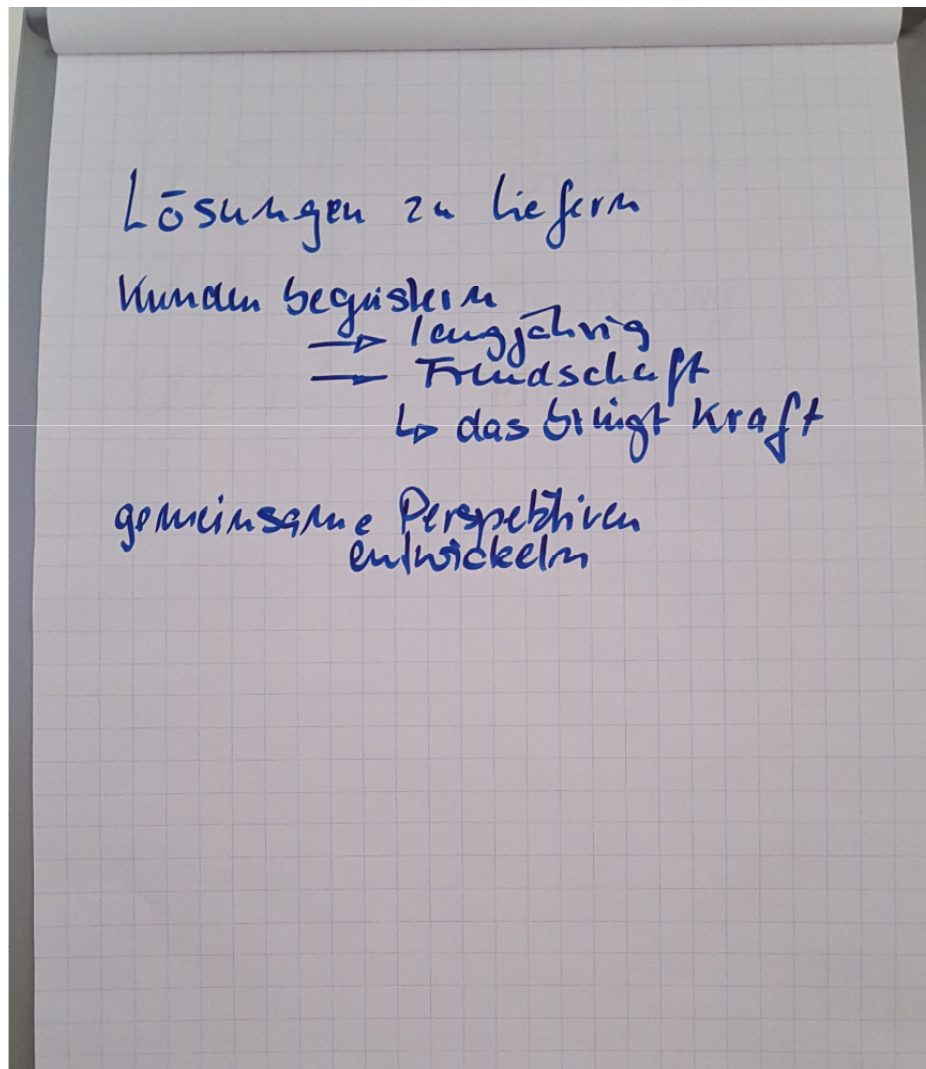 Lösungen zu liefern
Kunden begeistern
→ langjährig
→ Freundschaft
↳ das bringt Kraft
gemeinsame Perspektiven
entwickeln